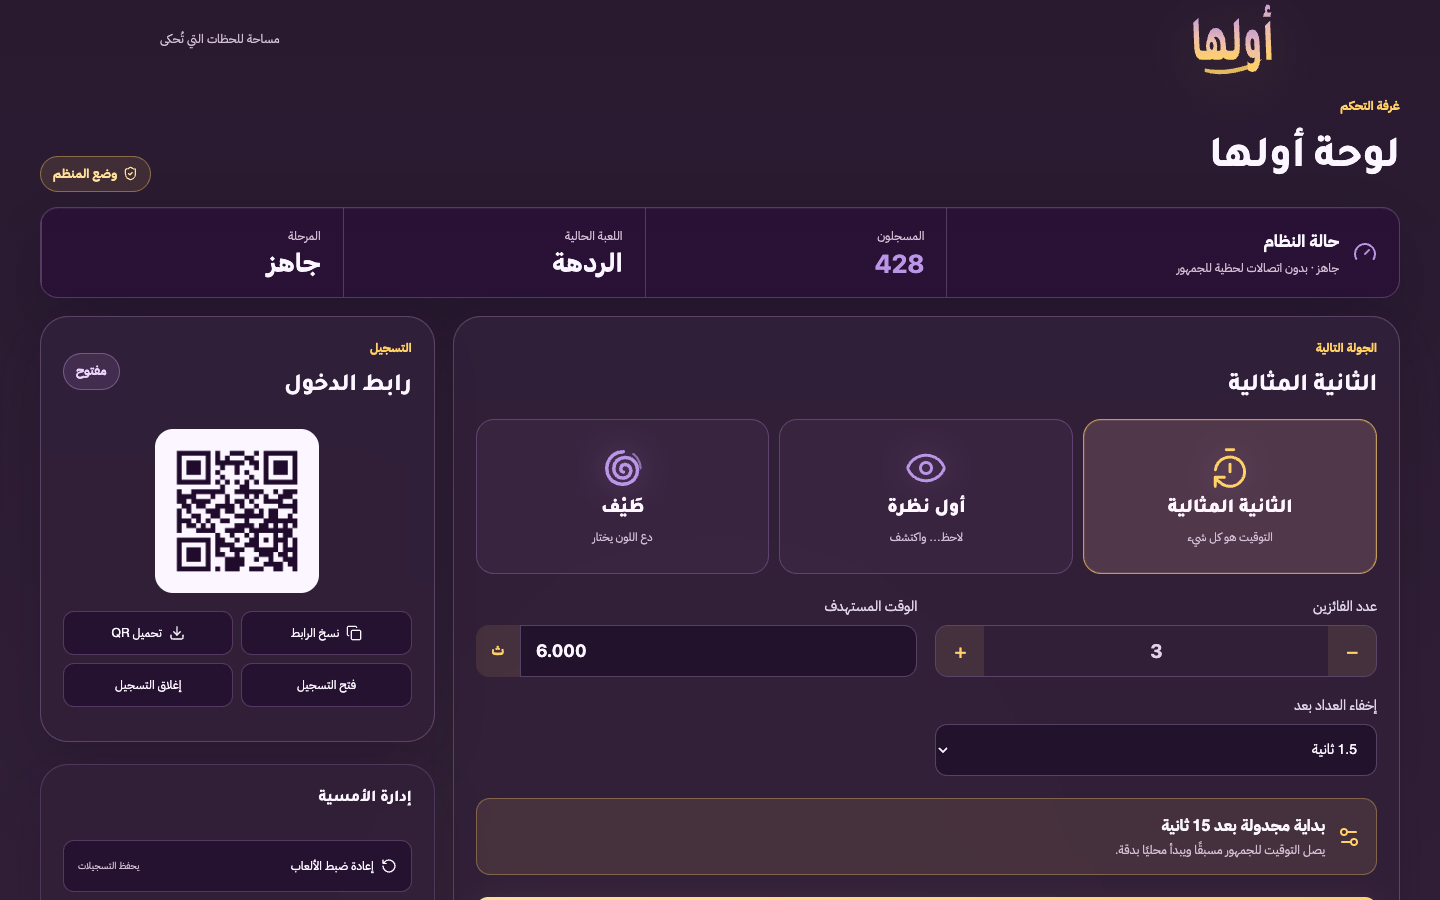 أولها
مساحة للحظات التي تُحكى
غرفة التحكم
لوحة أولها
وضع المنظم
حالة النظام
جاهز · بدون اتصالات لحظية للجمهور
المسجلون
428
اللعبة الحالية
الردهة
المرحلة
جاهز
الجولة التالية
الثانية المثالية
الثانية المثالية
التوقيت هو كل شيء
أول نظرة
لاحظ... واكتشف
طَيْف
دع اللون يختار
عدد الفائزين
− 3 +
الوقت المستهدف
6.000 ث
إخفاء العداد بعد
1.5 ثانية
بداية مجدولة بعد 15 ثانية
يصل التوقيت للجمهور مسبقًا ويبدأ محليًا بدقة.
التسجيل
رابط الدخول
مفتوح
نسخ الرابط
تحميل QR
فتح التسجيل
إغلاق التسجيل
إدارة الأمسية
إعادة ضبط الألعاب
يحفظ التسجيلات